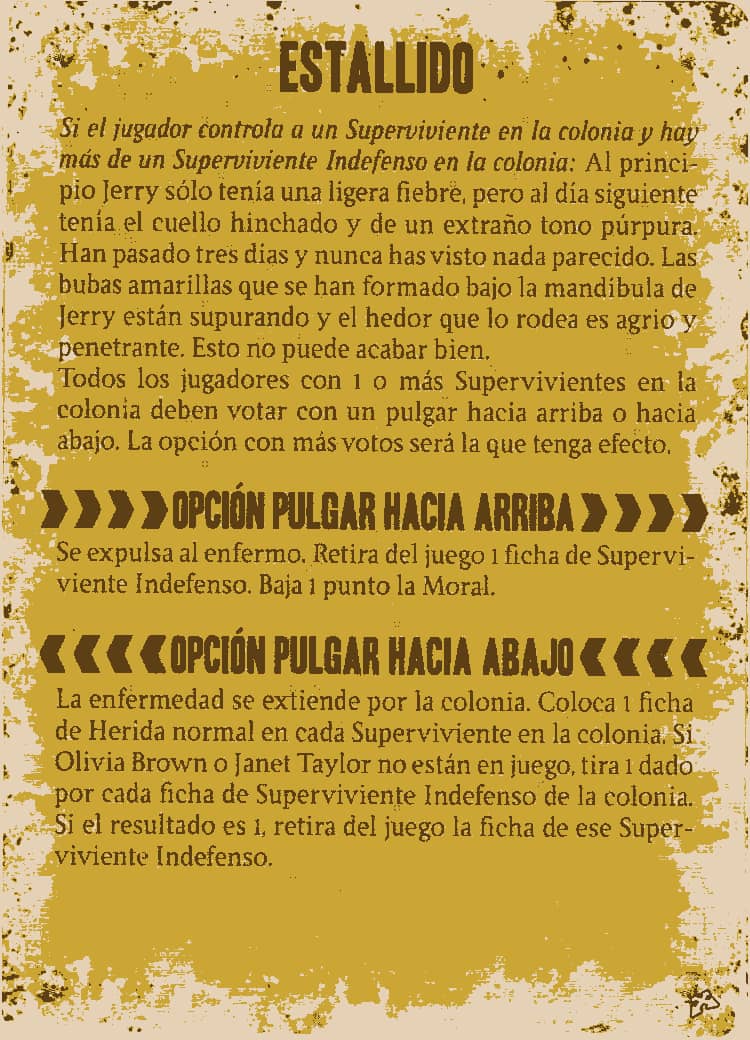 ESTALLIDO
Si el jugador controla a un Superviviente en la colonia y hay
más de un Superviviente Indefenso en la colonia: Al princi-
pio Jerry sólo tenía una ligera fiebre, pero al día siguiente
tenía el cuello hinchado y de un extraño tono púrpura.
Han pasado tres dias y nunca has visto nada parecido. Las
bubas amarillas que se han formado bajo la mandibula de
Jerry están supurando y el hedor que lo rodea es agrio y
penetrante. Esto no puede acabar bien.
Todos los jugadores con 1 o más Supervivientes en la
colonia deben votar con un pulgar hacia arriba o hacia
abajo. La opción con más votos será la que tenga efecto.
OPCIÓN PULGAR HACIA ARRIBA
Se expulsa al enfermo. Retira del juego 1 ficha de Supervi-
viente Indefenso. Baja 1 punto la Moral.
OPCIÓN PULGAR HACIA ABAJO
La enfermedad se extiende por la colonia. Coloca 1 ficha
de Herida normal en cada Superviviente en la colonia. Si
Olivia Brown o Janet Taylor no están en juego, tira 1 dado
por cada ficha de Superviviente Indefenso de la colonia.
Si el resultado es 1, retira del juego la ficha de ese Super-
viviente Indefenso.